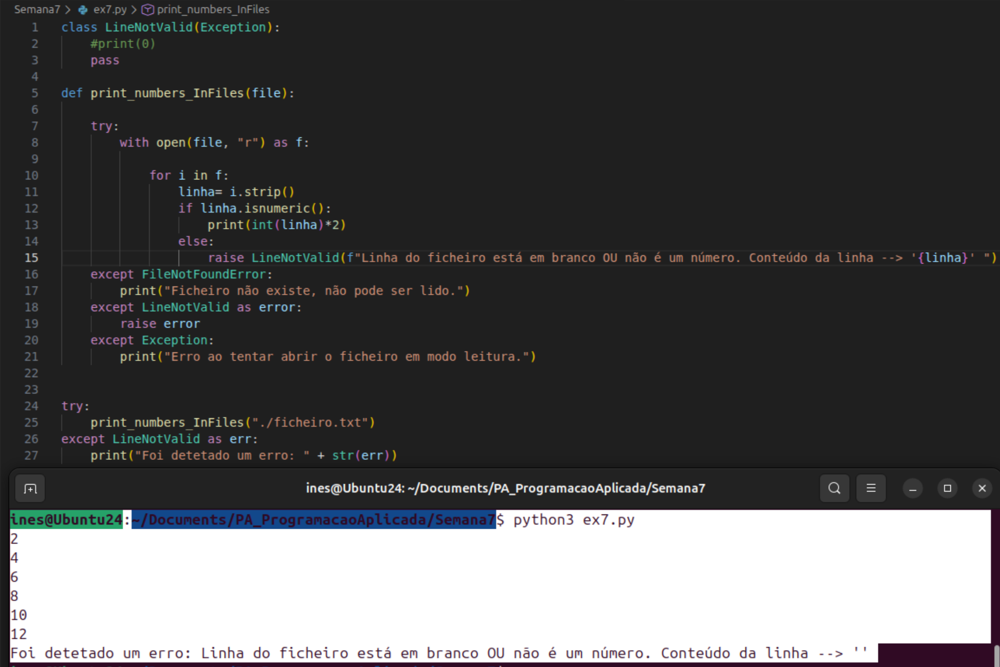 Semana7 > ex7.py > print_numbers_InFiles
1 class LineNotValid(Exception):
2 #print(0)
3 pass
4
5 def print_numbers_InFiles(file):
6
7 try:
8 with open(file, "r") as f:
9
10 for i in f:
11 linha= i.strip()
12 if linha.isnumeric():
13 print(int(linha)*2)
14 else:
15 raise LineNotValid(f"Linha do ficheiro está em branco OU não é um número. Conteúdo da linha --> '{linha}' ")
16 except FileNotFoundError:
17 print("Ficheiro não existe, não pode ser lido.")
18 except LineNotValid as error:
19 raise error
20 except Exception:
21 print("Erro ao tentar abrir o ficheiro em modo leitura.")
22
23
24 try:
25 print_numbers_InFiles("./ficheiro.txt")
26 except LineNotValid as err:
27 print("Foi detetado um erro: " + str(err))
ines@Ubuntu24: ~/Documents/PA_ProgramacaoAplicada/Semana7
ines@Ubuntu24:~/Documents/PA_ProgramacaoAplicada/Semana7$ python3 ex7.py
2
4
6
8
10
12
Foi detetado um erro: Linha do ficheiro está em branco OU não é um número. Conteúdo da linha --> ''